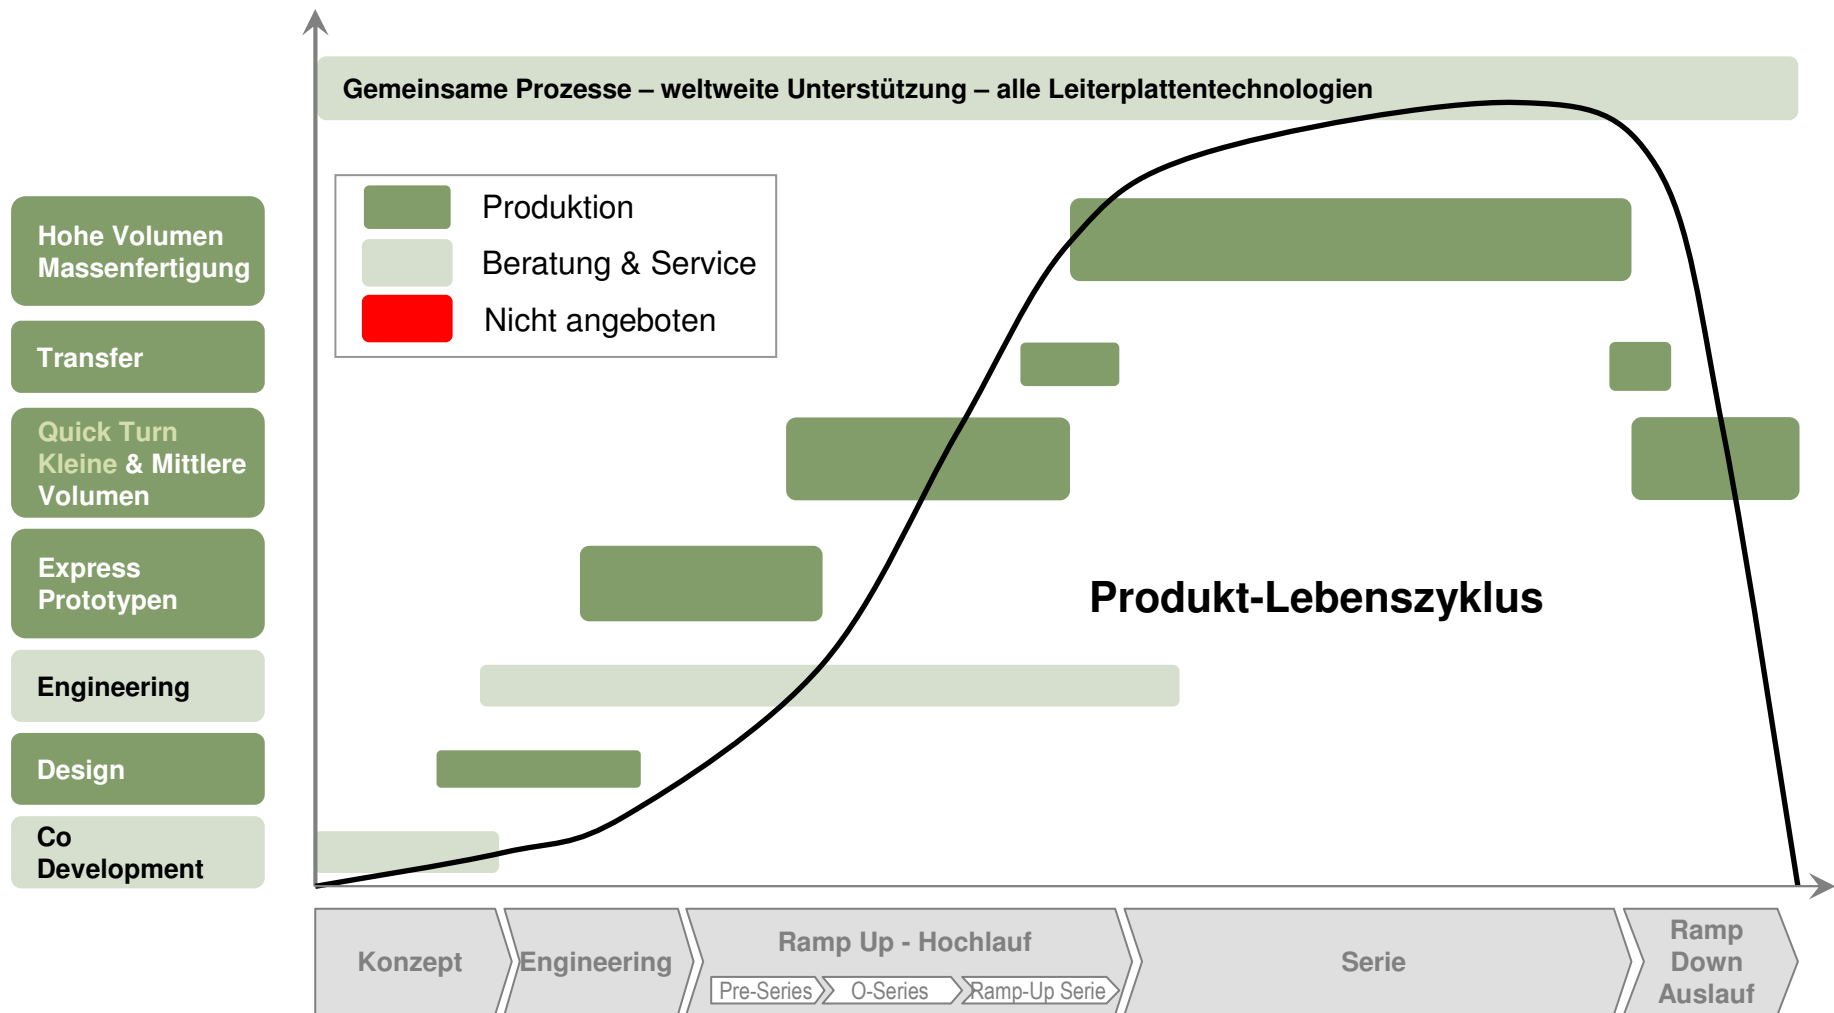 Gemeinsame Prozesse – weltweite Unterstützung – alle Leiterplattentechnologien
Produktion
Beratung & Service
Nicht angeboten
Hohe Volumen
Massenfertigung
Transfer
Quick Turn
Kleine & Mittlere
Volumen
Express
Prototypen
Engineering
Design
Co
Development
Produkt-Lebenszyklus
Konzept
Engineering
Ramp Up - Hochlauf
Pre-Series
O-Series
Ramp-Up Serie
Serie
Ramp
Down
Auslauf